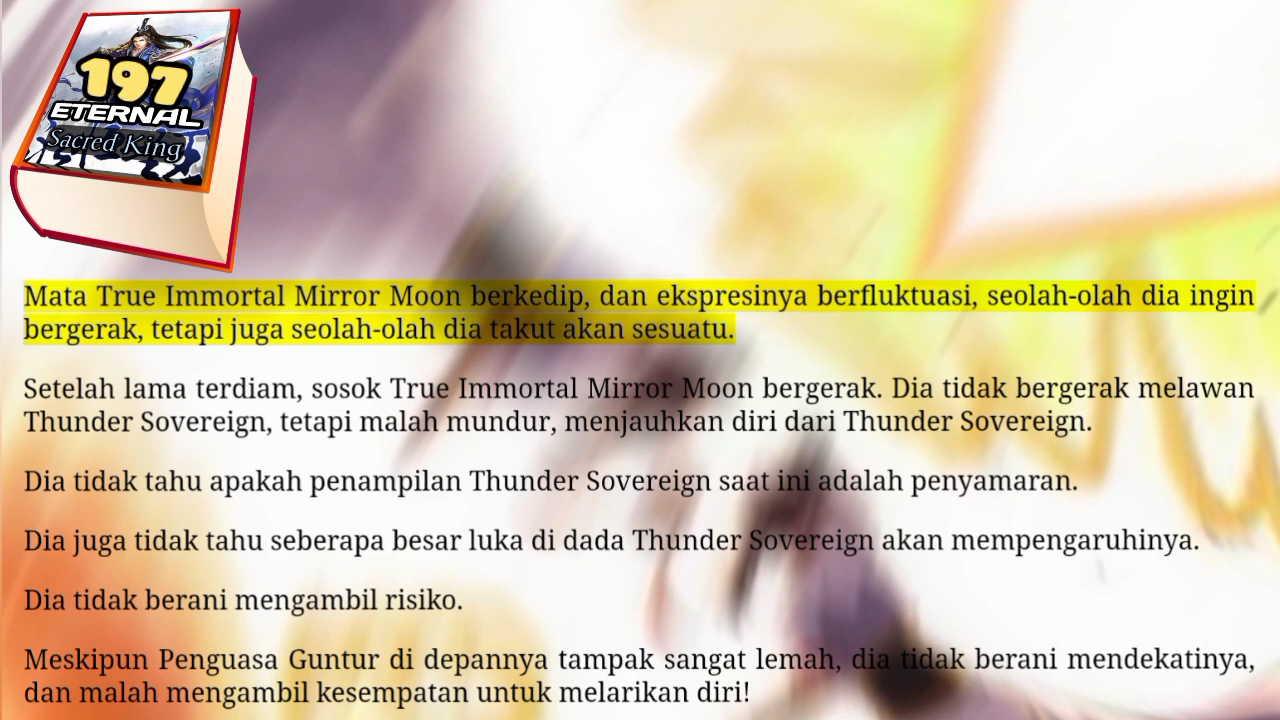 197
ETERNAL
Sacred King
Mata True Immortal Mirror Moon berkedip, dan ekspresinya berfluktuasi, seolah-olah dia ingin
bergerak, tetapi juga seolah-olah dia takut akan sesuatu.
Setelah lama terdiam, sosok True Immortal Mirror Moon bergerak. Dia tidak bergerak melawan
Thunder Sovereign, tetapi malah mundur, menjauhkan diri dari Thunder Sovereign.
Dia tidak tahu apakah penampilan Thunder Sovereign saat ini adalah penyamaran.
Dia juga tidak tahu seberapa besar luka di dada Thunder Sovereign akan mempengaruhinya.
Dia tidak berani mengambil risiko.
Meskipun Penguasa Guntur di depannya tampak sangat lemah, dia tidak berani mendekatinya,
dan malah mengambil kesempatan untuk melarikan diri!